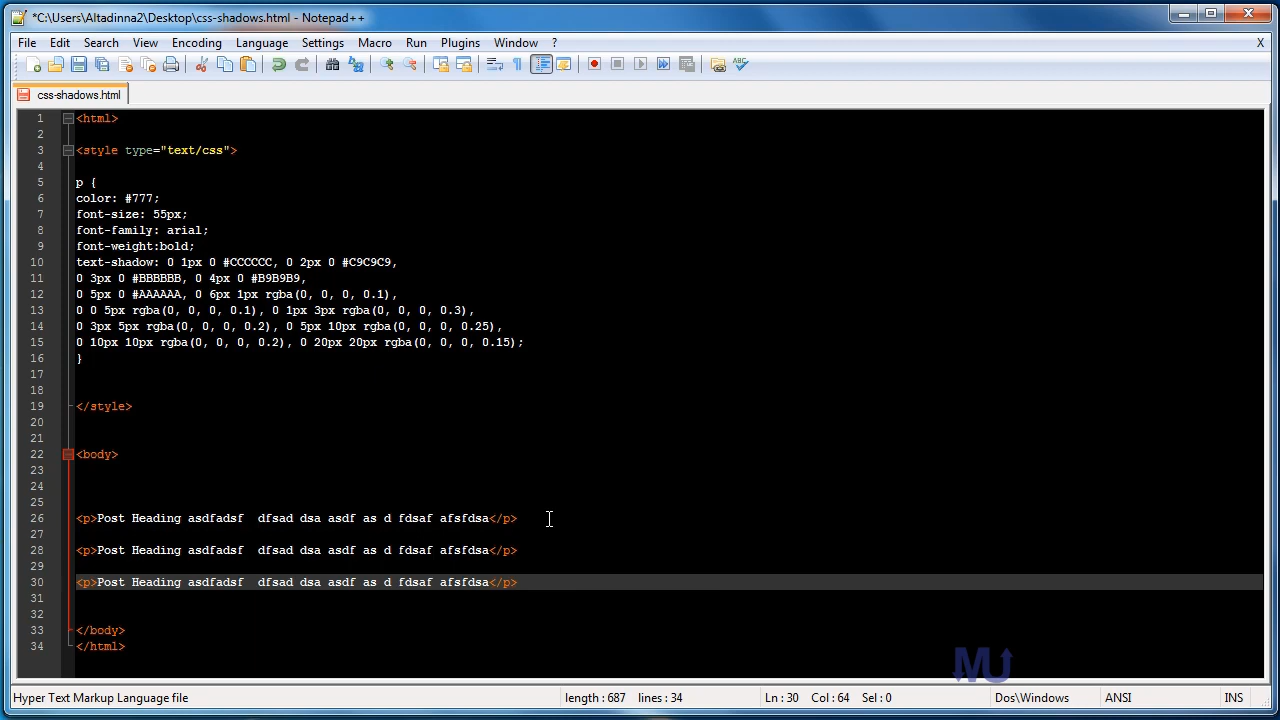 *C:\Users\Altadinna2\Desktop\css-shadows.html - Notepad++
File Edit Search View Encoding Language Settings Macro Run Plugins Window ? X
css-shadows.html
1 <html>
2
3 <style type="text/css">
4
5 p {
6 color: #777;
7 font-size: 55px;
8 font-family: arial;
9 font-weight:bold;
10 text-shadow: 0 1px 0 #CCCCCC, 0 2px 0 #C9C9C9,
11 0 3px 0 #BBBBBB, 0 4px 0 #B9B9B9,
12 0 5px 0 #AAAAAA, 0 6px 1px rgba(0, 0, 0, 0.1),
13 0 0 5px rgba(0, 0, 0, 0.1), 0 1px 3px rgba(0, 0, 0, 0.3),
14 0 3px 5px rgba(0, 0, 0, 0.2), 0 5px 10px rgba(0, 0, 0, 0.25),
15 0 10px 10px rgba(0, 0, 0, 0.2), 0 20px 20px rgba(0, 0, 0, 0.15);
16 }
17
18
19 </style>
20
21
22 <body>
23
24
25
26 <p>Post Heading asdfadsf  dfsad dsa asdf as d fdsaf afsfdsa</p>
27
28 <p>Post Heading asdfadsf  dfsad dsa asdf as d fdsaf afsfdsa</p>
29
30 <p>Post Heading asdfadsf  dfsad dsa asdf as d fdsaf afsfdsa</p>
31
32
33 </body>
34 </html>
MU
Hyper Text Markup Language file length : 687 lines : 34 Ln : 30 Col : 64 Sel : 0 Dos\Windows ANSI INS